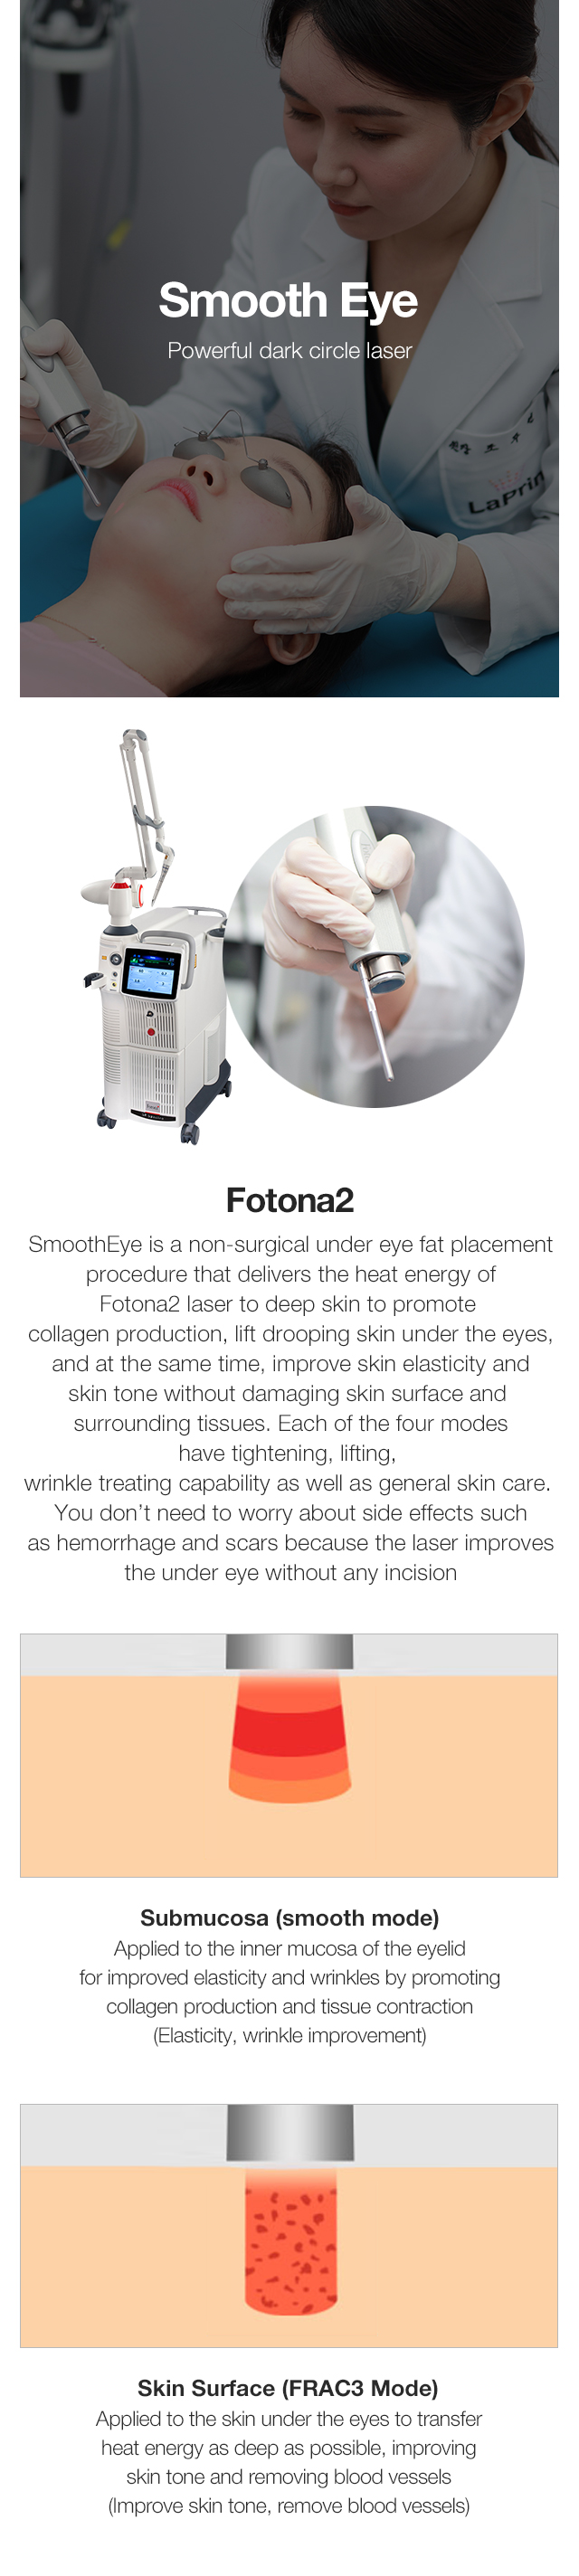 Smooth Eye
Powerful dark circle laser
LaPrin
Fotona2
SmoothEye is a non-surgical under eye fat placement
procedure that delivers the heat energy of
Fotona2 laser to deep skin to promote
collagen production, lift drooping skin under the eyes,
and at the same time, improve skin elasticity and
skin tone without damaging skin surface and
surrounding tissues. Each of the four modes
have tightening, lifting,
wrinkle treating capability as well as general skin care.
You don’t need to worry about side effects such
as hemorrhage and scars because the laser improves
the under eye without any incision
Submucosa (smooth mode)
Applied to the inner mucosa of the eyelid
for improved elasticity and wrinkles by promoting
collagen production and tissue contraction
(Elasticity, wrinkle improvement)
Skin Surface (FRAC3 Mode)
Applied to the skin under the eyes to transfer
heat energy as deep as possible, improving
skin tone and removing blood vessels
(Improve skin tone, remove blood vessels)